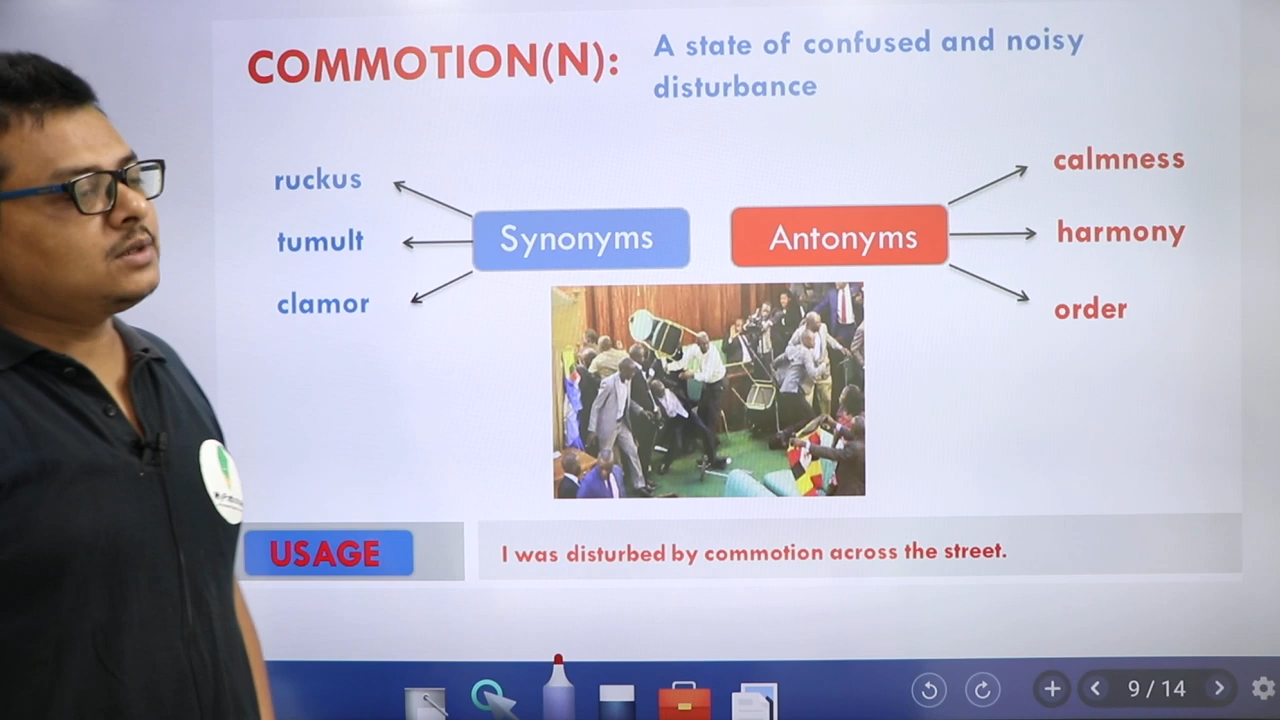 COMMOTION(N):
A state of confused and noisy
disturbance
ruckus
tumult
clamor
Synonyms
Antonyms
calmness
harmony
order
USAGE
I was disturbed by commotion across the street.
9 / 14